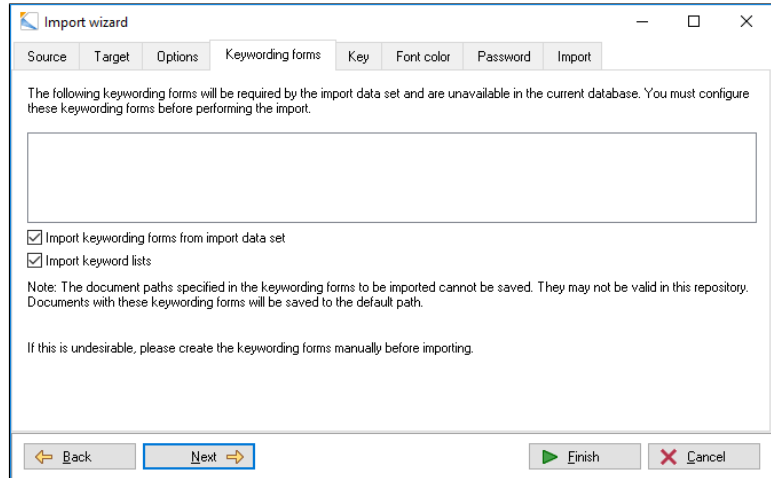 Import wizard
Source Target Options Keywording forms Key Font color Password Import
The following keywording forms will be required by the import data set and are unavailable in the current database. You must configure
these keywording forms before performing the import.
Import keywording forms from import data set
Import keyword lists
Note: The document paths specified in the keywording forms to be imported cannot be saved. They may not be valid in this repository.
Documents with these keywording forms will be saved to the default path.
If this is undesirable, please create the keywording forms manually before importing.
Back Next Finish Cancel